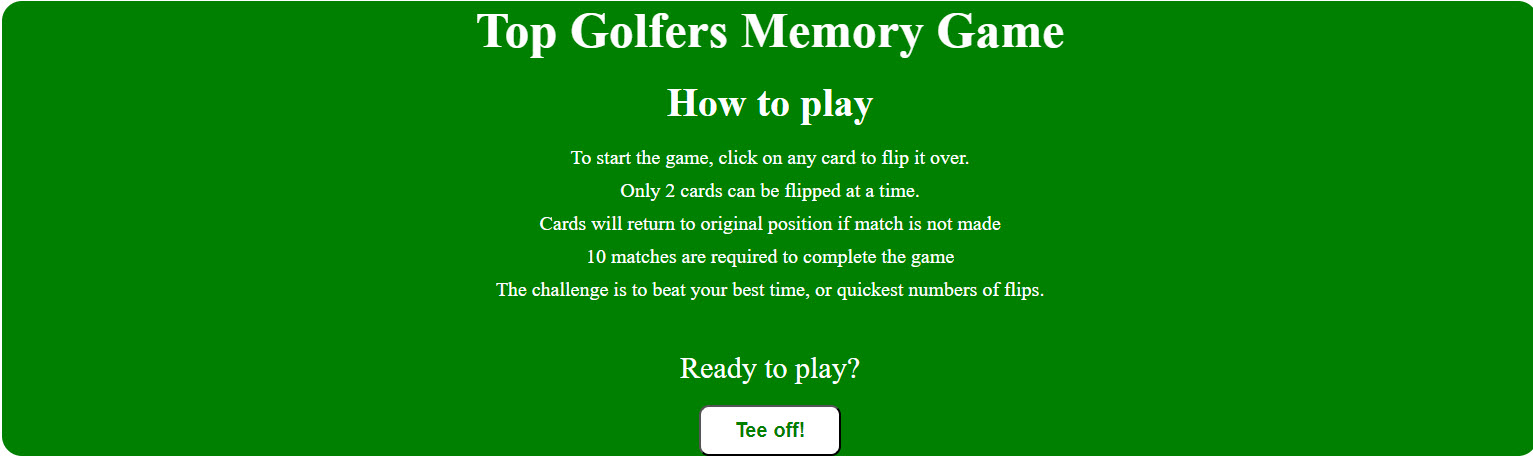 Top Golfers Memory Game
How to play
To start the game, click on any card to flip it over.
Only 2 cards can be flipped at a time.
Cards will return to original position if match is not made
10 matches are required to complete the game
The challenge is to beat your best time, or quickest numbers of flips.
Ready to play?
Tee off!